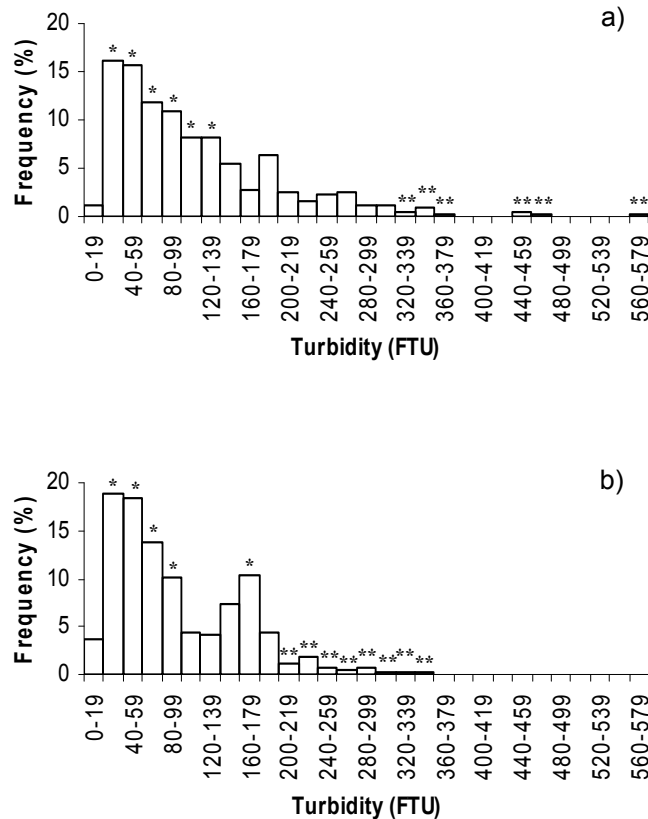 a)
Frequency (%)
20
15
10
5
0
* * * * * * ** ** ** ** ** **
0-19 40-59 80-99 120-139 160-179 200-219 240-259 280-299 320-339 360-379 400-419 440-459 480-499 520-539 560-579
Turbidity (FTU)
b)
Frequency (%)
20
15
10
5
0
* * * * * ** ** ** ** ** ** ** **
0-19 40-59 80-99 120-139 160-179 200-219 240-259 280-299 320-339 360-379 400-419 440-459 480-499 520-539 560-579
Turbidity (FTU)